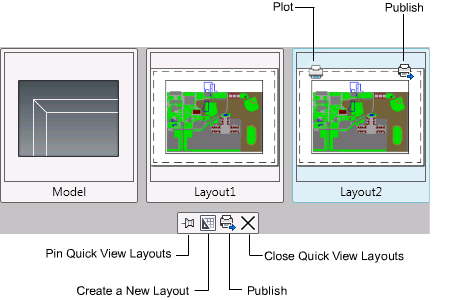 Plot
Publish
Model
Layout1
Layout2
Pin Quick View Layouts
Close Quick View Layouts
Create a New Layout
Publish